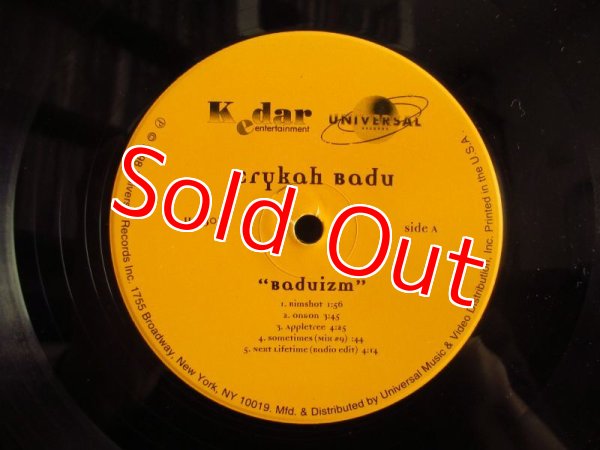 Kedar
entertainment
UNIVERSAL
RECORDS
erykah badu
side A
Sold Out
"Baduizm"
1. Rimshot 1:56
2. On&On 3:45
3. Appletree 4:25
4. Sometimes (Mix #9) :44
5. Next Lifetime (Radio Edit) 4:14
Records Inc. 1755 Broadway, New York, NY 10019. Mfd. & Distributed by Universal Music & Video Distribution, Inc. Printed in the U.S.A.